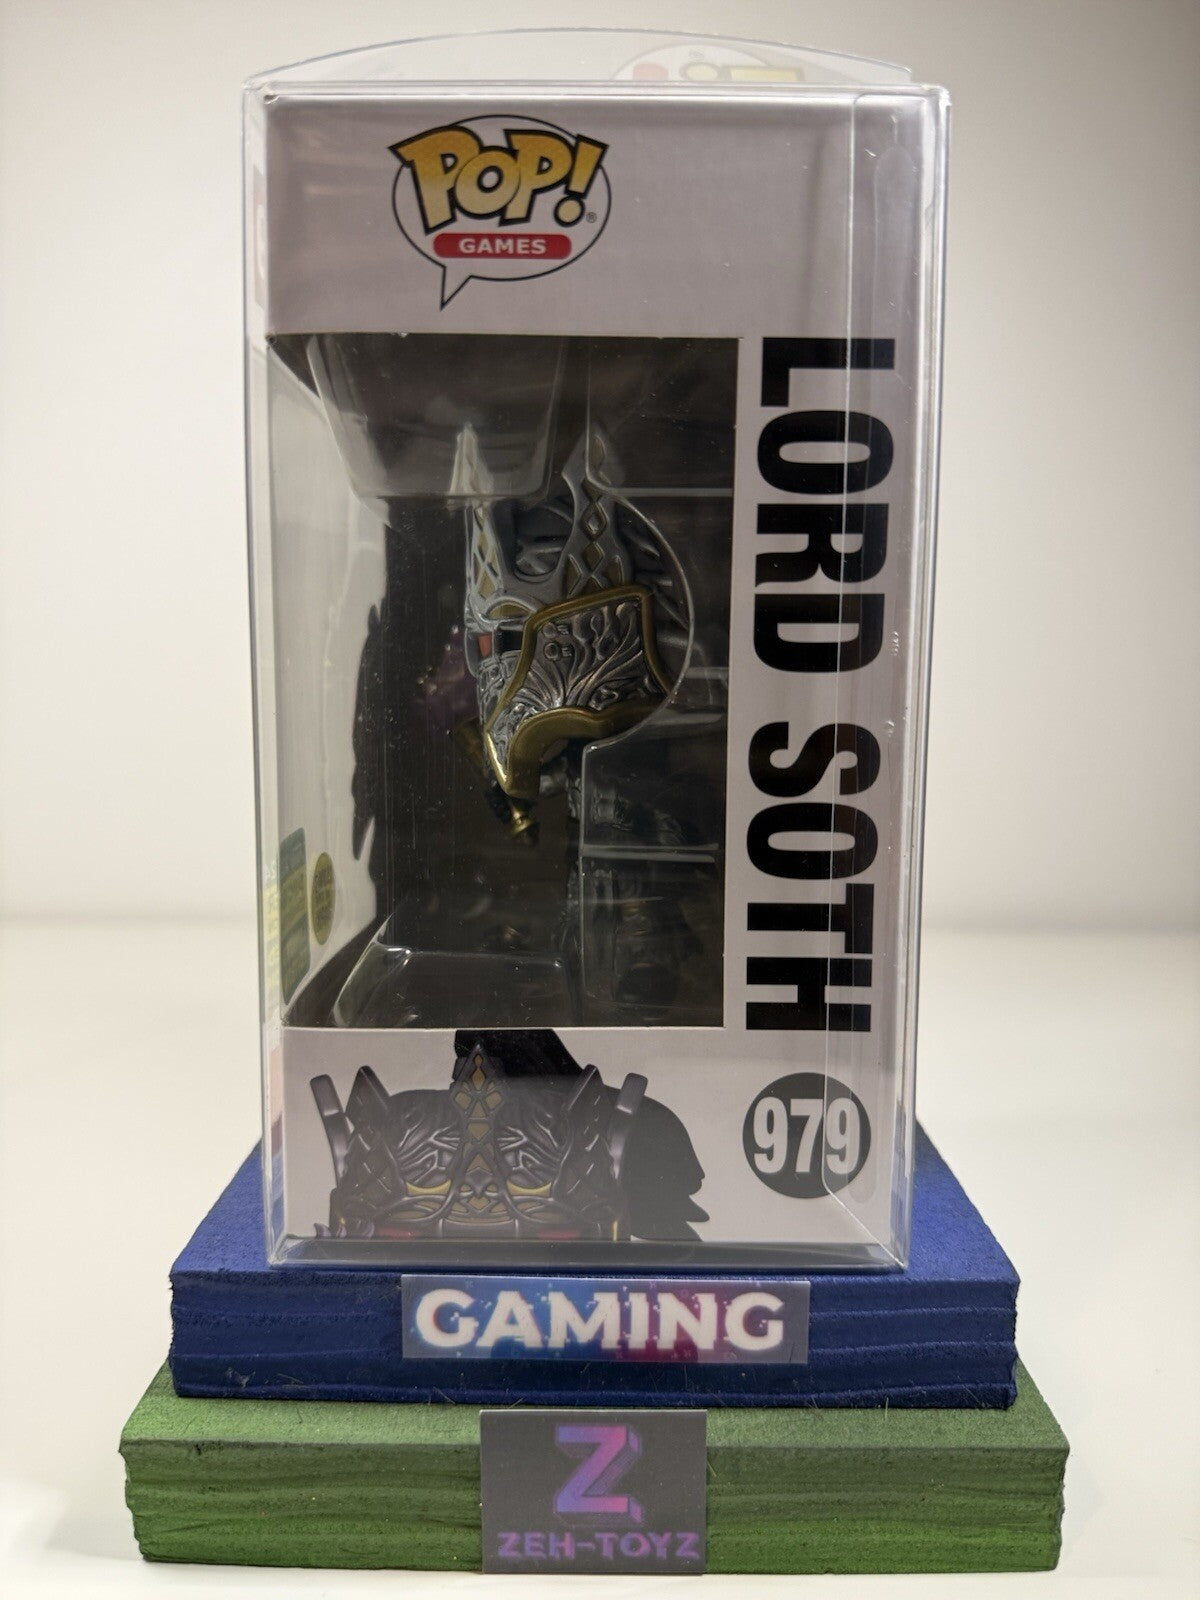 POP!
®
GAMES
LORD SOTH
979
GAMING
Z
ZEH-TOYZ